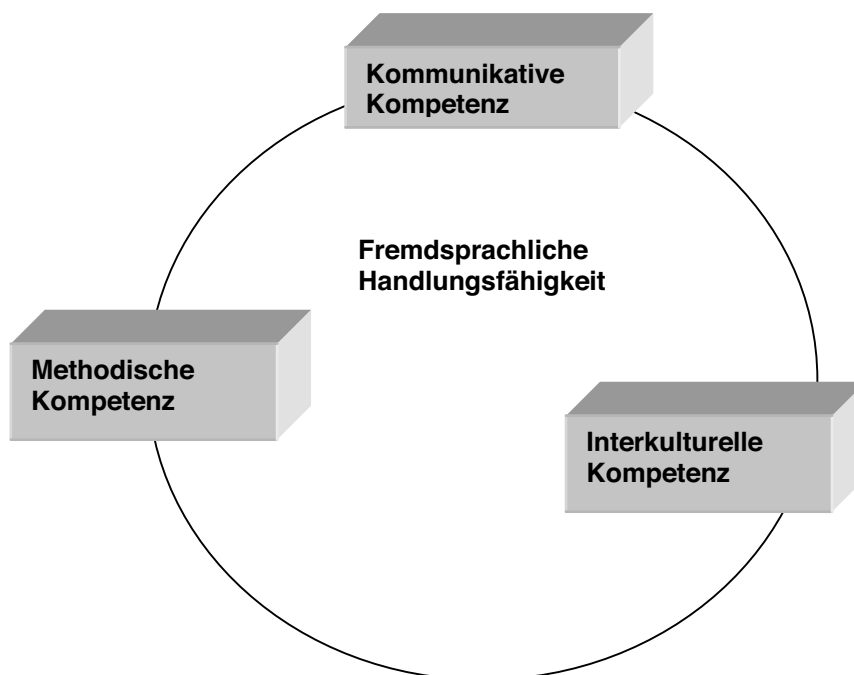 Kommunikative
Kompetenz
Fremdsprachliche
Handlungsfähigkeit
Methodische
Kompetenz
Interkulturelle
Kompetenz